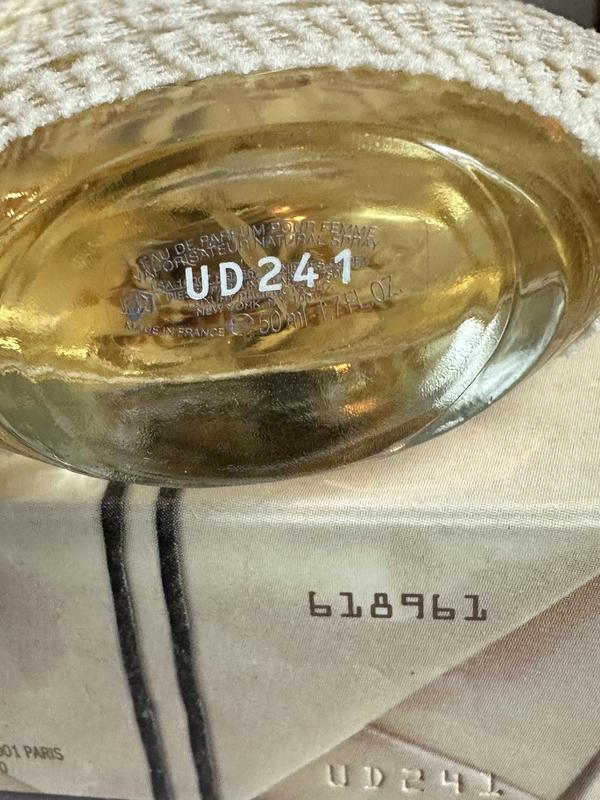 EAU DE PARFUM POUR FEMME
VAPORISATEUR NATURAL SPRAY
UD241
NEW YORK
MADE IN FRANCE e 50 ml - 1.7 FL.OZ.
618961
PARIS
UD241